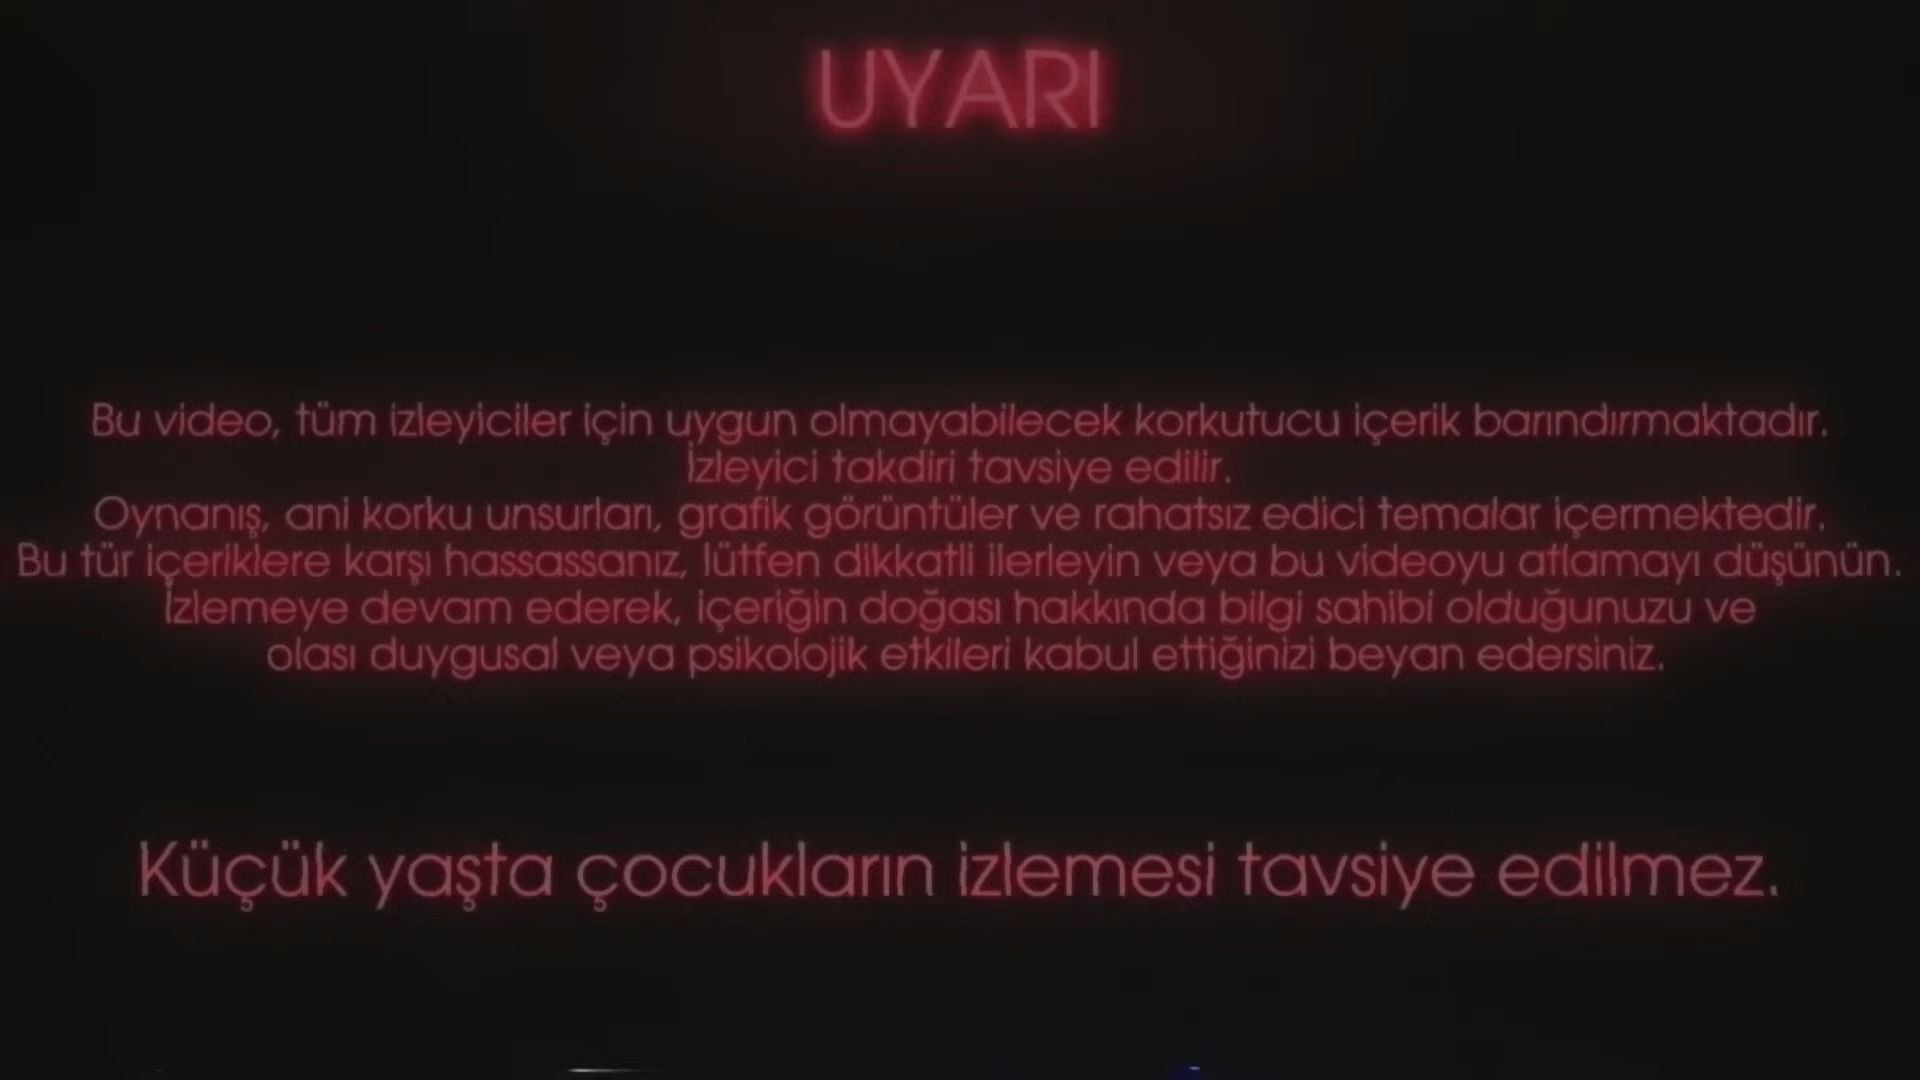 UYARI
Bu video, tüm izleyiciler için uygun olmayabilecek korkutucu içerik barındırmaktadır.
İzleyici takdiri tavsiye edilir.
Oynanış, ani korku unsurları, grafik görüntüler ve rahatsız edici temalar içermektedir.
Bu tür içeriklere karşı hassassanız, lütfen dikkatli ilerleyin veya bu videoyu atlamayı düşünün.
İzlemeye devam ederek, içeriğin doğası hakkında bilgi sahibi olduğunuzu ve
olası duygusal veya psikolojik etkileri kabul ettiğinizi beyan edersiniz.
Küçük yaşta çocukların izlemesi tavsiye edilmez.